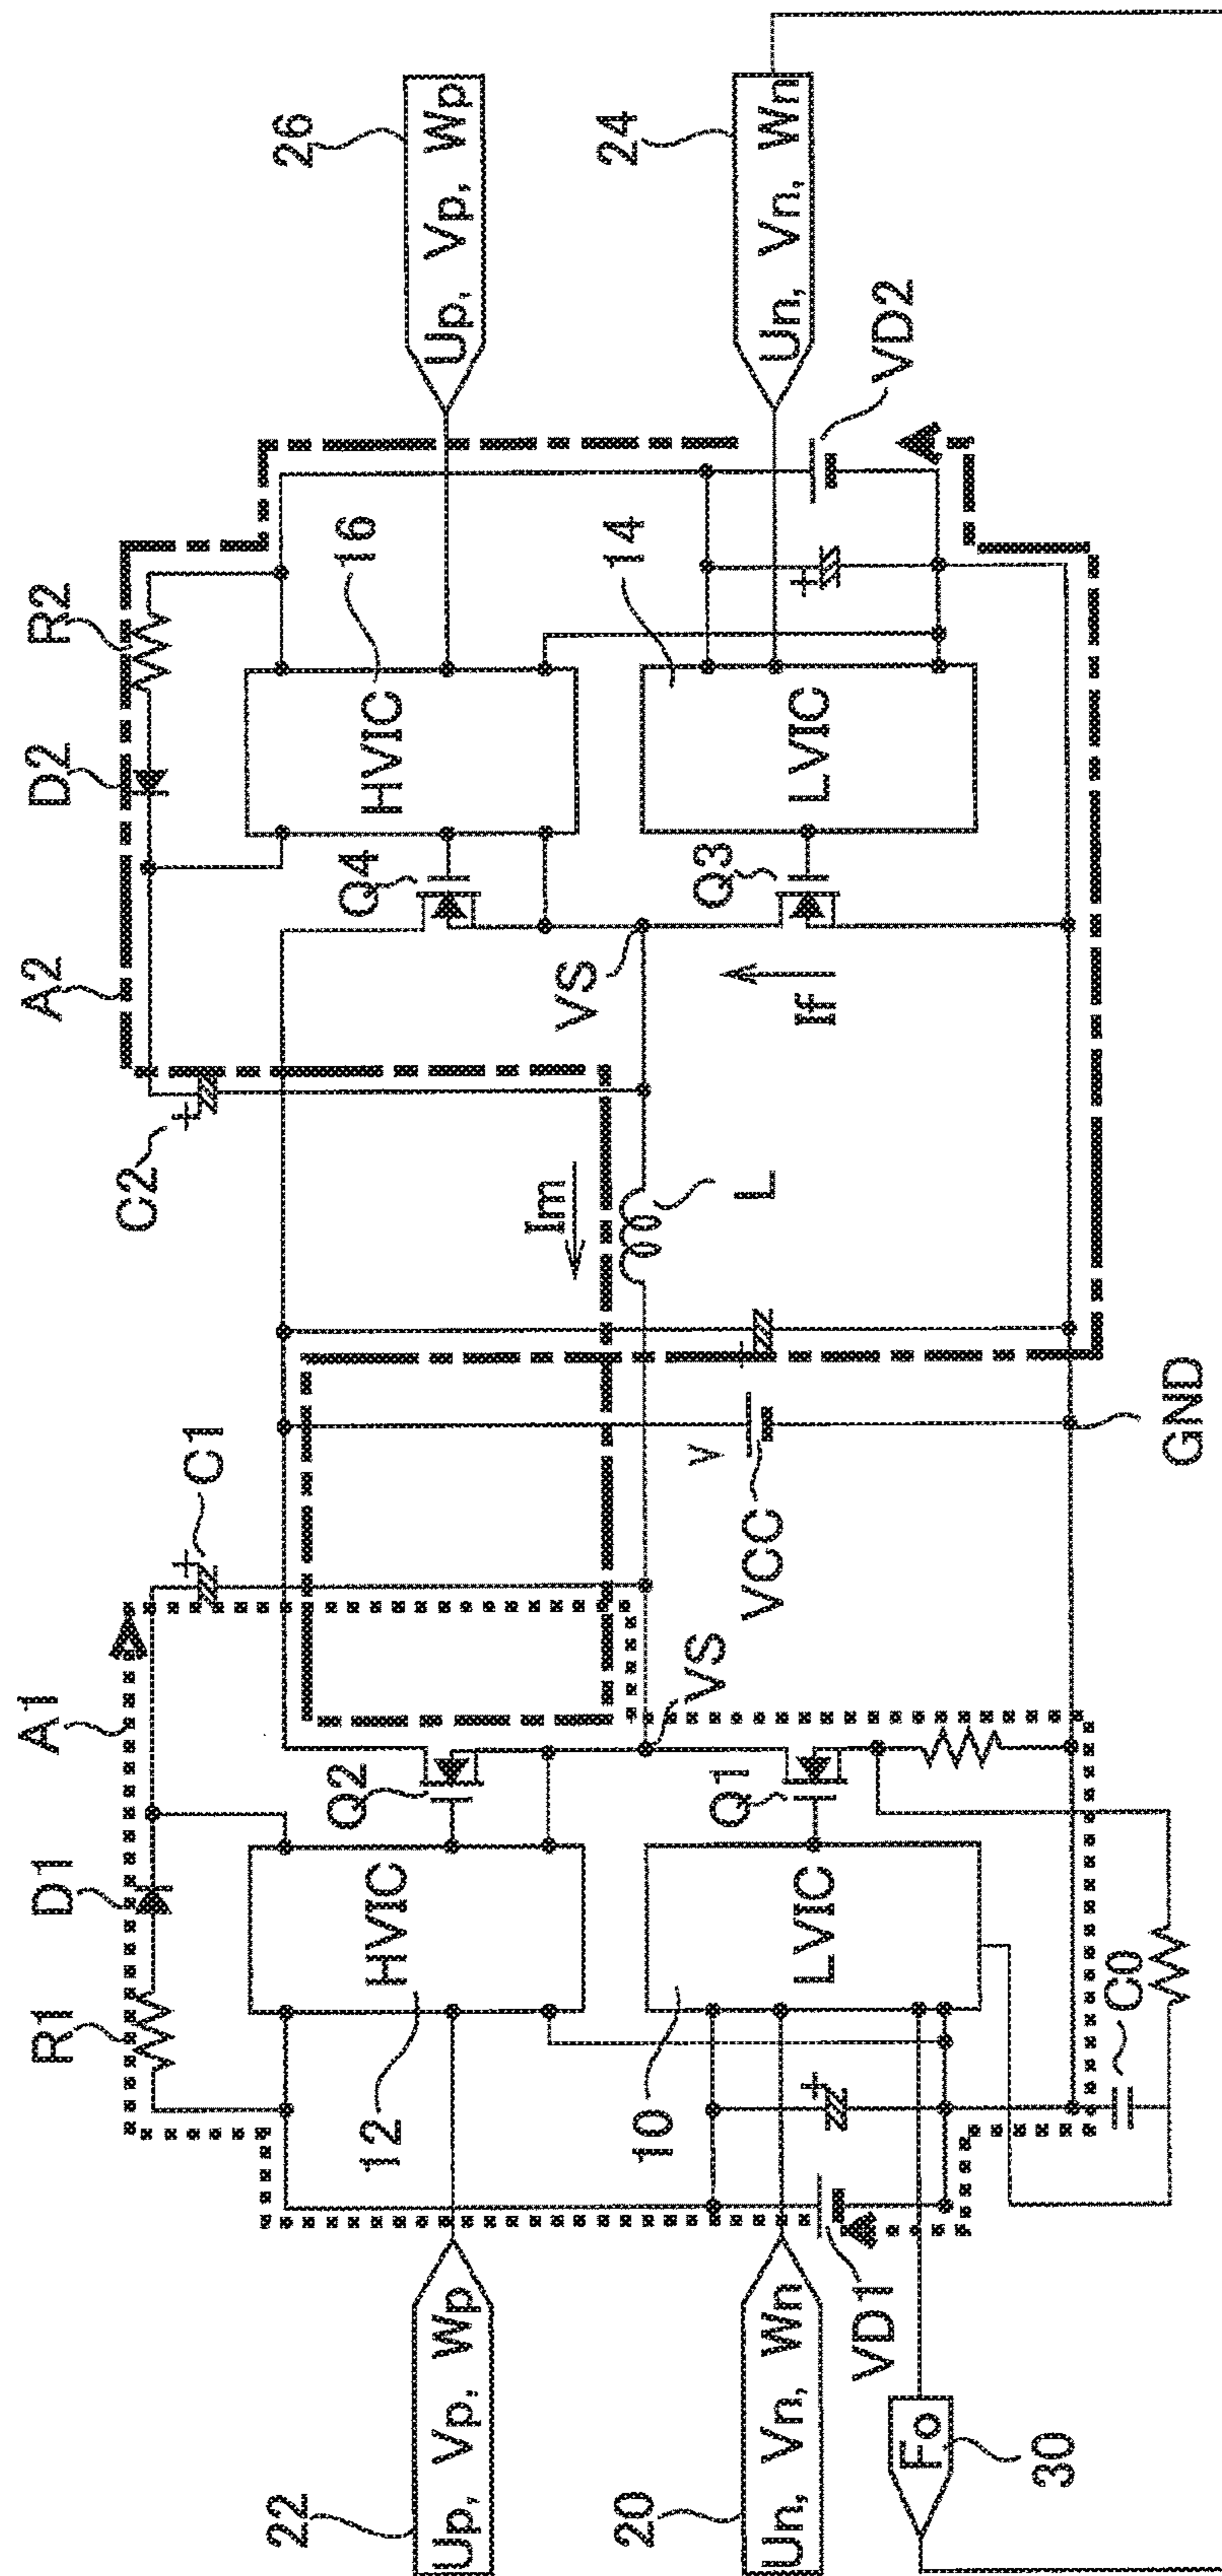 A1
R1
D1
C1
C2
A2
D2
R2
22
Up, Vp, Wp
12
HVIC
Q2
Im
Q4
HVIC
16
Up, Vp, Wp
26
VS
L
VS
20
Un, Vn, Wn
10
LVIC
Q1
V
VCC
If
Q3
LVIC
14
Un, Vn, Wn
24
VD1
VD2
Fo
30
C0
GND